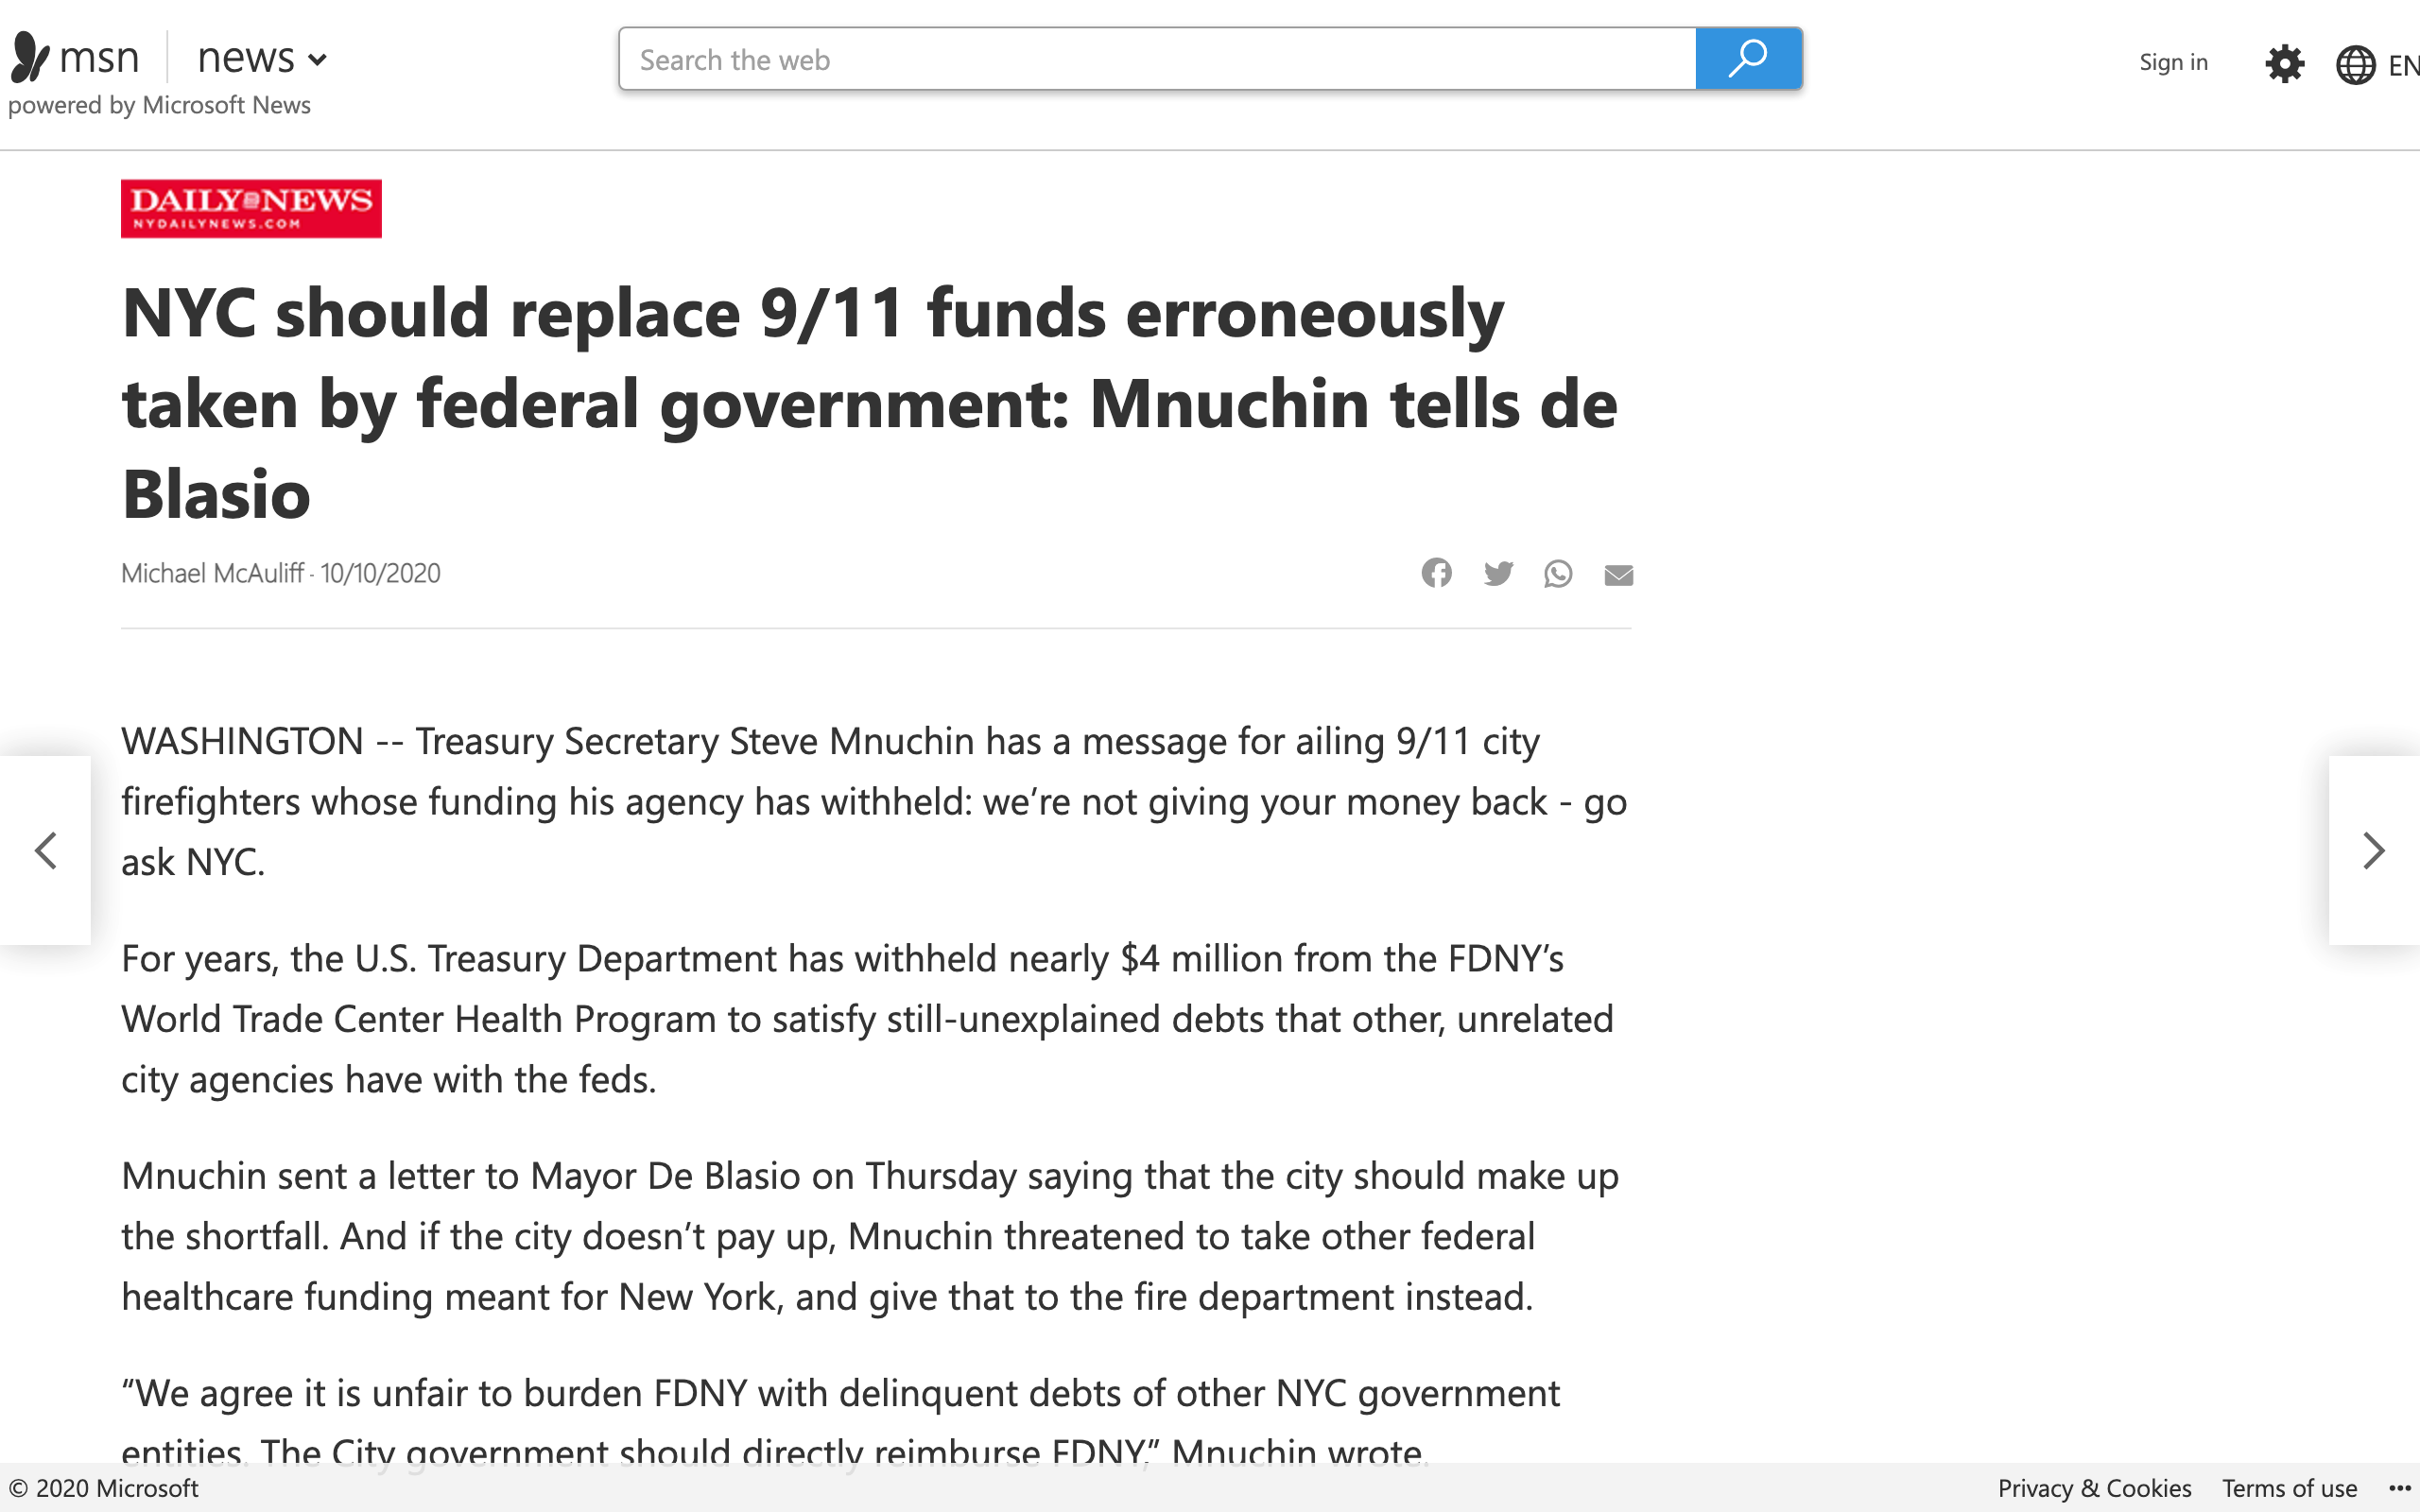 msn news
powered by Microsoft News
Search the web
Sign in
EN
DAILY NEWS
NYDAILYNEWS.COM
NYC should replace 9/11 funds erroneously
taken by federal government: Mnuchin tells de
Blasio
Michael McAuliff · 10/10/2020
WASHINGTON -- Treasury Secretary Steve Mnuchin has a message for ailing 9/11 city
firefighters whose funding his agency has withheld: we’re not giving your money back - go
ask NYC.
For years, the U.S. Treasury Department has withheld nearly $4 million from the FDNY’s
World Trade Center Health Program to satisfy still-unexplained debts that other, unrelated
city agencies have with the feds.
Mnuchin sent a letter to Mayor De Blasio on Thursday saying that the city should make up
the shortfall. And if the city doesn’t pay up, Mnuchin threatened to take other federal
healthcare funding meant for New York, and give that to the fire department instead.
“We agree it is unfair to burden FDNY with delinquent debts of other NYC government
entities. The City government should directly reimburse FDNY,” Mnuchin wrote.
© 2020 Microsoft
Privacy & Cookies
Terms of use